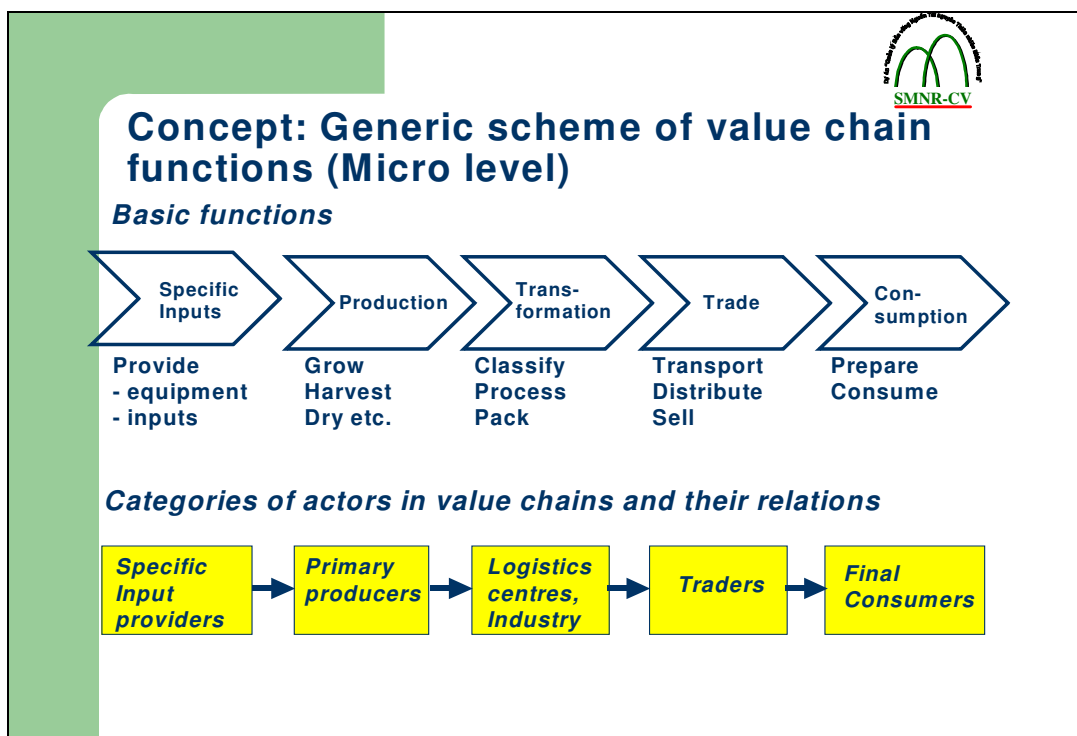 SMNR-CV
Concept: Generic scheme of value chain
functions (Micro level)
Basic functions
Specific
Inputs
Production
Trans-
formation
Trade
Con-
sumption
Provide
- equipment
- inputs
Grow
Harvest
Dry etc.
Classify
Process
Pack
Transport
Distribute
Sell
Prepare
Consume
Categories of actors in value chains and their relations
Specific
Input
providers
Primary
producers
Logistics
centres,
Industry
Traders
Final
Consumers